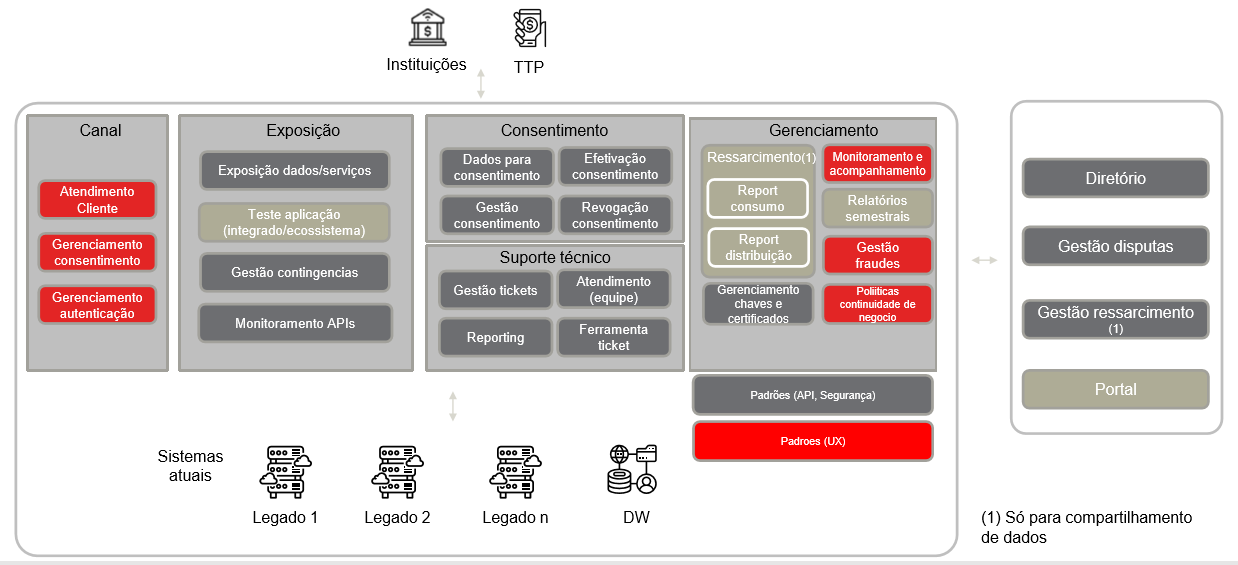 Instituições
TTP
Canal
Atendimento
Cliente
Gerenciamento
consentimento
Gerenciamento
autenticação
Exposição
Exposição dados/serviços
Teste aplicação
(integrado/ecossistema)
Gestão contingencias
Monitoramento APIs
Consentimento
Dados para
consentimento
Efetivação
consentimento
Gestão
consentimento
Revogação
consentimento
Suporte técnico
Gestão tickets
Atendimento
(equipe)
Reporting
Ferramenta
ticket
Gerenciamento
Ressarcimento(1)
Report
consumo
Report
distribuição
Gerenciamento
chaves e
certificados
Monitoramento e
acompanhamento
Relatórios
semestrais
Gestão
fraudes
Poliiticas
continuidade de
negocio
Padrões (API, Segurança)
Padroes (UX)
Diretório
Gestão disputas
Gestão ressarcimento
(1)
Portal
Sistemas
atuais
Legado 1
Legado 2
Legado n
DW
(1) Só para compartilhamento
de dados